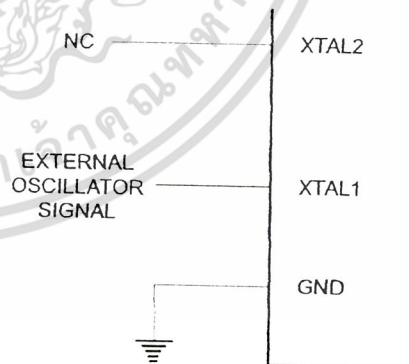 NC
XTAL2
EXTERNAL
OSCILLATOR
SIGNAL
XTAL1
GND